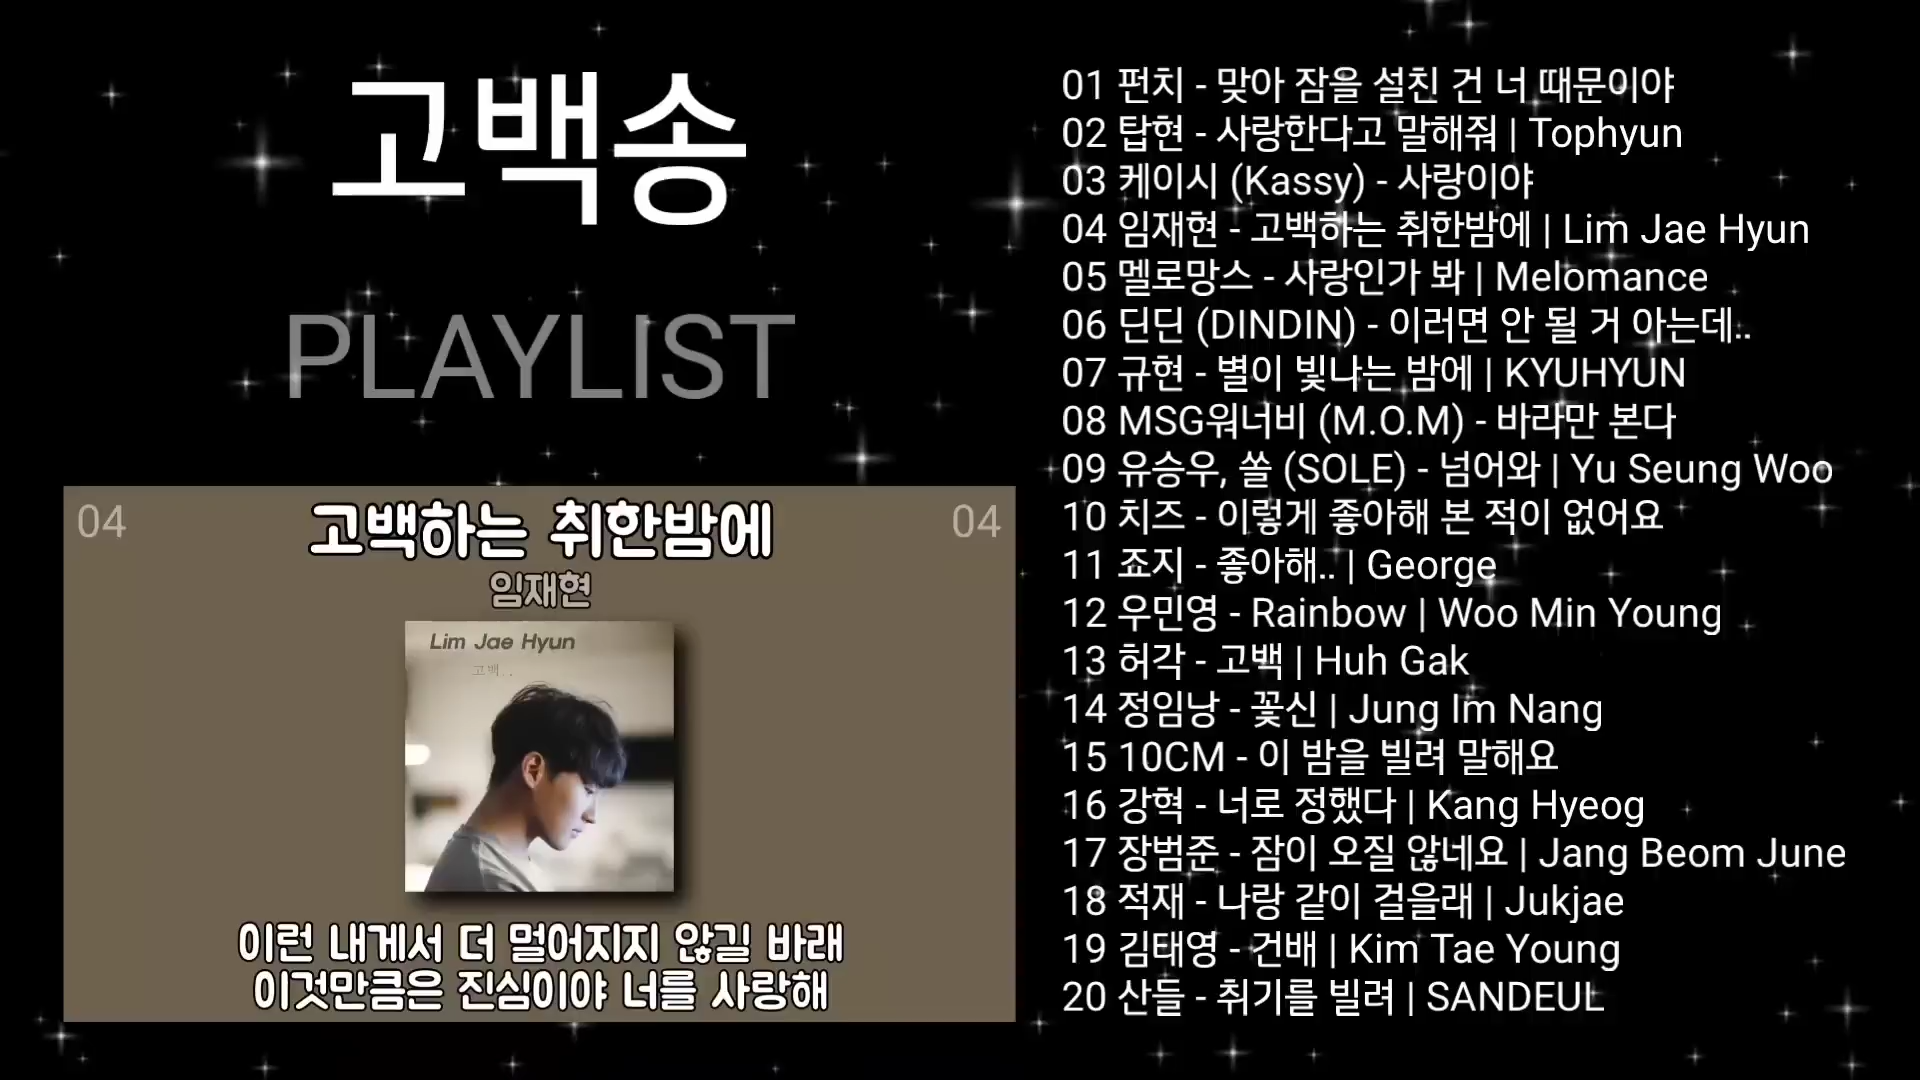 고백송
PLAYLIST
04
고백하는 취한밤에
04
임재현
Lim Jae Hyun
고백..
이런 내게서 더 멀어지지 않길 바래
이것만큼은 진심이야 너를 사랑해
01 펀치 - 맞아 잠을 설친 건 너 때문이야
02 탑현 - 사랑한다고 말해줘 | Tophyun
03 케이시 (Kassy) - 사랑이야
04 임재현 - 고백하는 취한밤에 | Lim Jae Hyun
05 멜로망스 - 사랑인가 봐 | Melomance
06 딘딘 (DINDIN) - 이러면 안 될 거 아는데..
07 규현 - 별이 빛나는 밤에 | KYUHYUN
08 MSG워너비 (M.O.M) - 바라만 본다
09 유승우, 쏠 (SOLE) - 넘어와 | Yu Seung Woo
10 치즈 - 이렇게 좋아해 본 적이 없어요
11 죠지 - 좋아해.. | George
12 우민영 - Rainbow | Woo Min Young
13 허각 - 고백 | Huh Gak
14 정임낭 - 꽃신 | Jung Im Nang
15 10CM - 이 밤을 빌려 말해요
16 강혁 - 너로 정했다 | Kang Hyeog
17 장범준 - 잠이 오질 않네요 | Jang Beom June
18 적재 - 나랑 같이 걸을래 | Jukjae
19 김태영 - 건배 | Kim Tae Young
20 산들 - 취기를 빌려 | SANDEUL